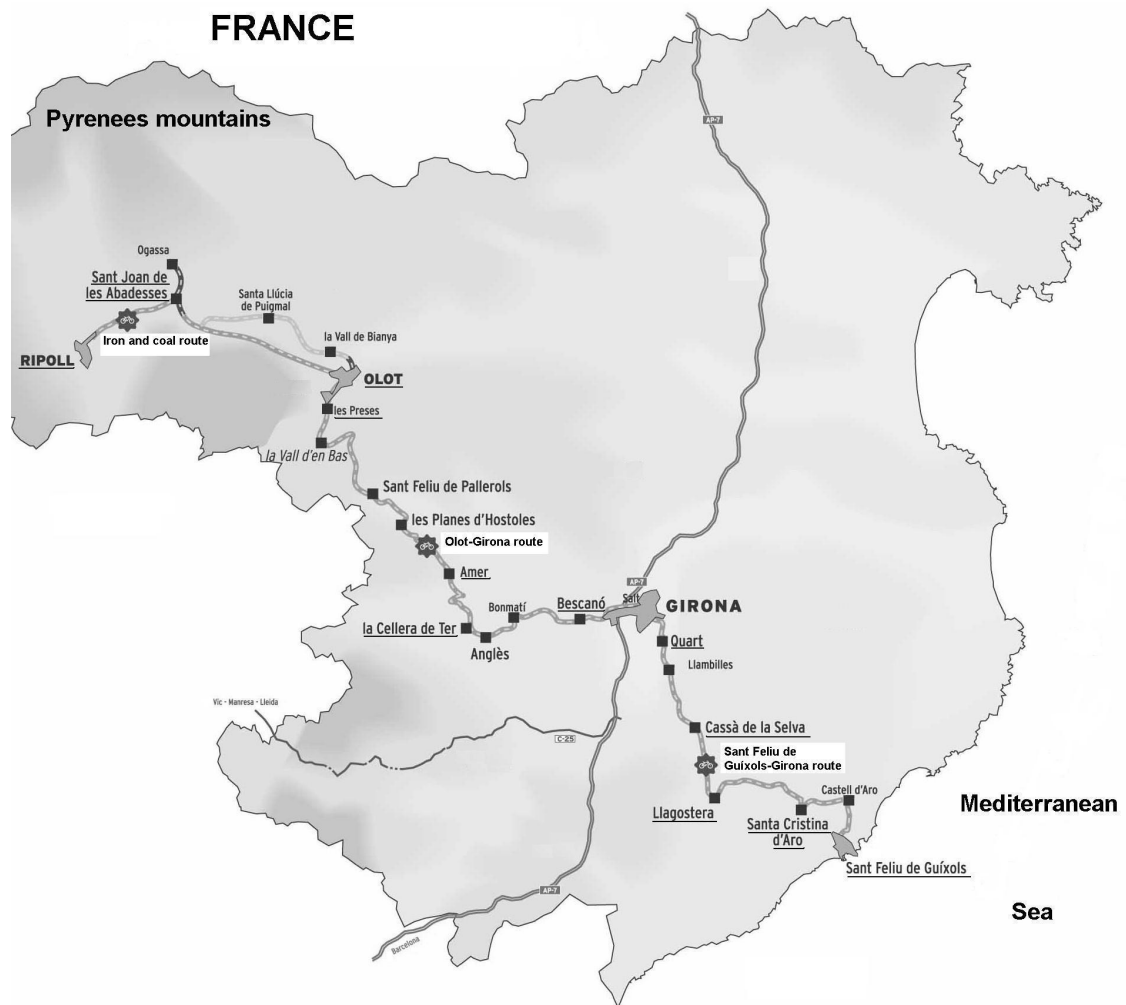 FRANCE
Pyrenees mountains
AP-7
Ogassa
Sant Joan de
les Abadesses
Santa Llúcia
de Puigmal
Iron and coal route
la Vall de Bianya
RIPOLL
OLOT
les Preses
la Vall d'en Bas
Sant Feliu de Pallerols
les Planes d'Hostoles
Olot-Girona route
Amer
AP-7
Bonmatí
Bescanó
Salt
GIRONA
la Cellera de Ter
Anglès
Quart
Llambilles
Vic - Manresa - Lleida
Cassà de la Selva
C-25
Sant Feliu de
Guíxols-Girona route
Castell d'Aro
Mediterranean
Llagostera
Santa Cristina
d'Aro
Sant Feliu de Guíxols
AP-7
Sea
Barcelona